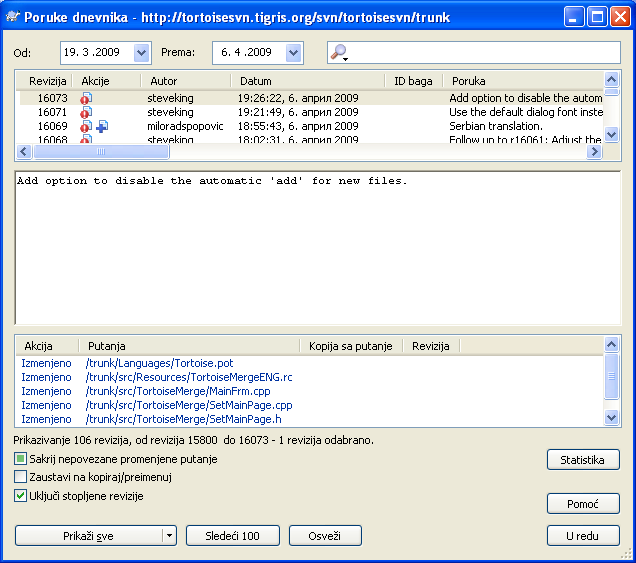 Poruke dnevnika - http://tortoisesvn.tigris.org/svn/tortoisesvn/trunk
Od: 19. 3 .2009 Prema: 6. 4 .2009
Revizija Akcije Autor Datum ID baga Poruka
16073 steveking 19:26:22, 6. април 2009 Add option to disable the autom
16071 steveking 19:21:49, 6. април 2009 Use the default dialog font inste
16069 miloradspopovic 18:55:43, 6. април 2009 Serbian translation.
16068 steveking 18:02:31, 6. април 2009 Follow up to r16061: Adjust the
Add option to disable the automatic 'add' for new files.
Akcija Putanja Kopija sa putanje Revizija
Izmenjeno /trunk/Languages/Tortoise.pot
Izmenjeno /trunk/src/Resources/TortoiseMergeENG.rc
Izmenjeno /trunk/src/TortoiseMerge/MainFrm.cpp
Izmenjeno /trunk/src/TortoiseMerge/SetMainPage.cpp
Izmenjeno /trunk/src/TortoiseMerge/SetMainPage.h
Prikazivanje 106 revizija, od revizija 15800 do 16073 - 1 revizija odabrano.
Sakrij nepovezane promenjene putanje
Statistika
Zaustavi na kopiraj/preimenuj
Uključi stopljene revizije
Pomoć
Prikaži sve Sledeći 100 Osveži U redu